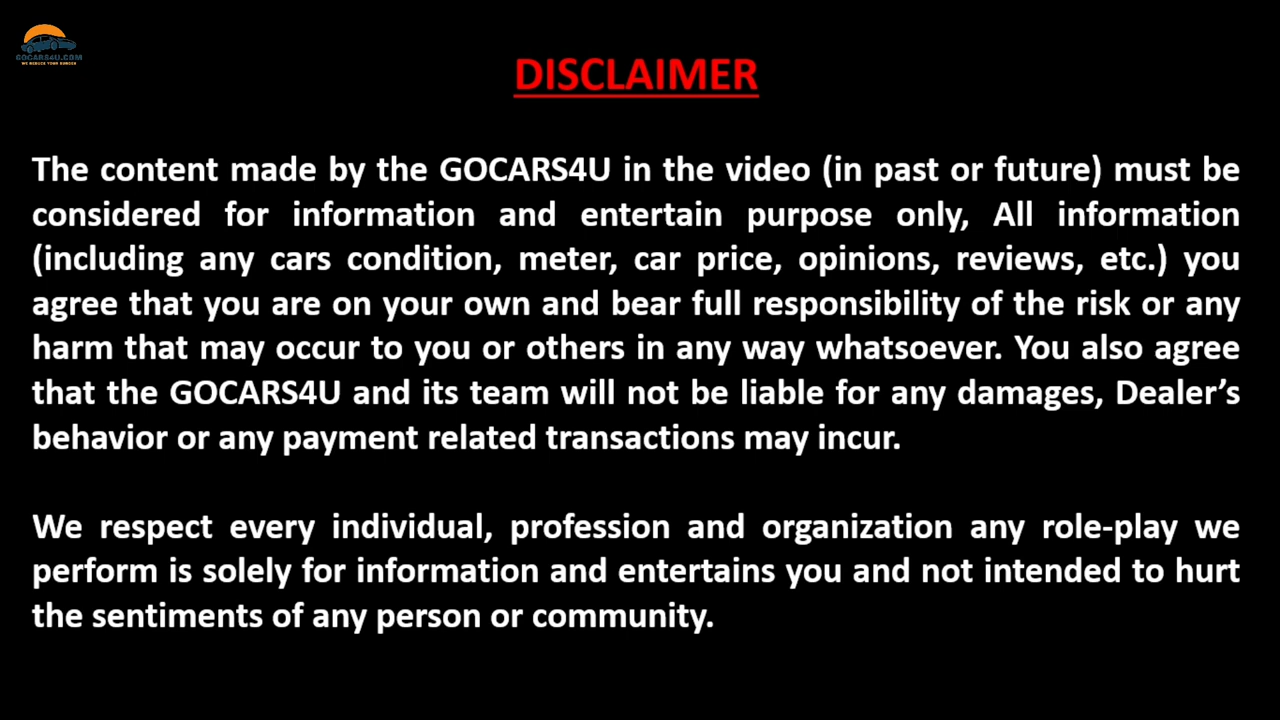 GOCARS4U.COM
WE REDUCE YOUR BURDEN
DISCLAIMER
The content made by the GOCARS4U in the video (in past or future) must be
considered for information and entertain purpose only, All information
(including any cars condition, meter, car price, opinions, reviews, etc.) you
agree that you are on your own and bear full responsibility of the risk or any
harm that may occur to you or others in any way whatsoever. You also agree
that the GOCARS4U and its team will not be liable for any damages, Dealer’s
behavior or any payment related transactions may incur.
We respect every individual, profession and organization any role-play we
perform is solely for information and entertains you and not intended to hurt
the sentiments of any person or community.